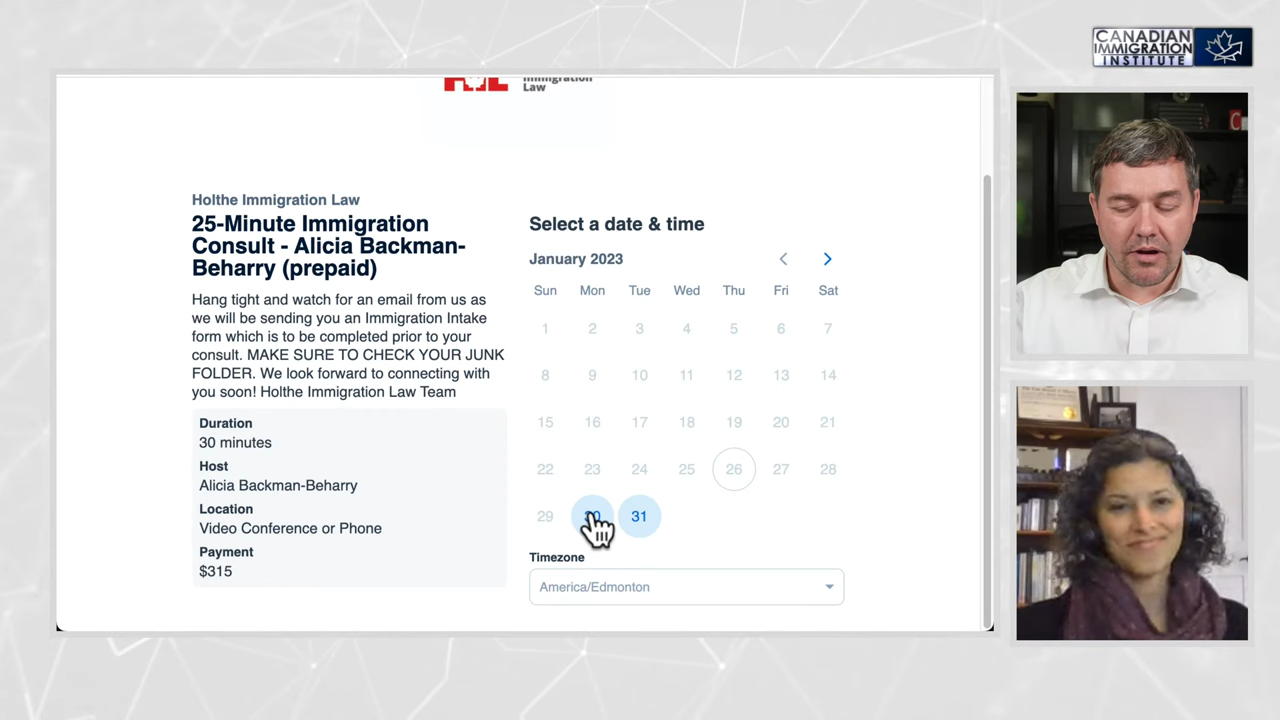 CANADIAN
IMMIGRATION
INSTITUTE
Immigration
Law
Holthe Immigration Law
25-Minute Immigration
Consult - Alicia Backman-
Beharry (prepaid)
Hang tight and watch for an email from us as
we will be sending you an Immigration Intake
form which is to be completed prior to your
consult. MAKE SURE TO CHECK YOUR JUNK
FOLDER. We look forward to connecting with
you soon! Holthe Immigration Law Team
Duration
30 minutes
Host
Alicia Backman-Beharry
Location
Video Conference or Phone
Payment
$315
Select a date & time
January 2023
Sun Mon Tue Wed Thu Fri Sat
1 2 3 4 5 6 7
8 9 10 11 12 13 14
15 16 17 18 19 20 21
22 23 24 25 26 27 28
29 30 31
Timezone
America/Edmonton